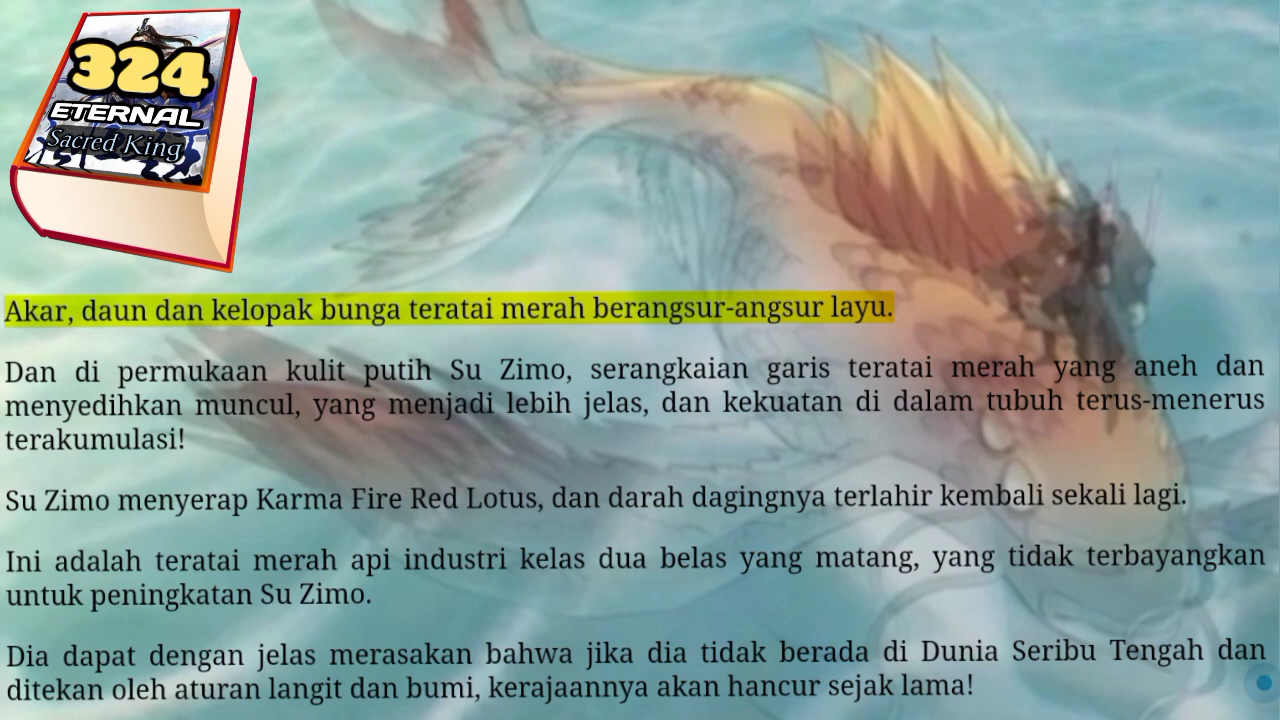 324
ETERNAL
Sacred King
Akar, daun dan kelopak bunga teratai merah berangsur-angsur layu.
Dan di permukaan kulit putih Su Zimo, serangkaian garis teratai merah yang aneh dan
menyedihkan muncul, yang menjadi lebih jelas, dan kekuatan di dalam tubuh terus-menerus
terakumulasi!
Su Zimo menyerap Karma Fire Red Lotus, dan darah dagingnya terlahir kembali sekali lagi.
Ini adalah teratai merah api industri kelas dua belas yang matang, yang tidak terbayangkan
untuk peningkatan Su Zimo.
Dia dapat dengan jelas merasakan bahwa jika dia tidak berada di Dunia Seribu Tengah dan
ditekan oleh aturan langit dan bumi, kerajaannya akan hancur sejak lama!